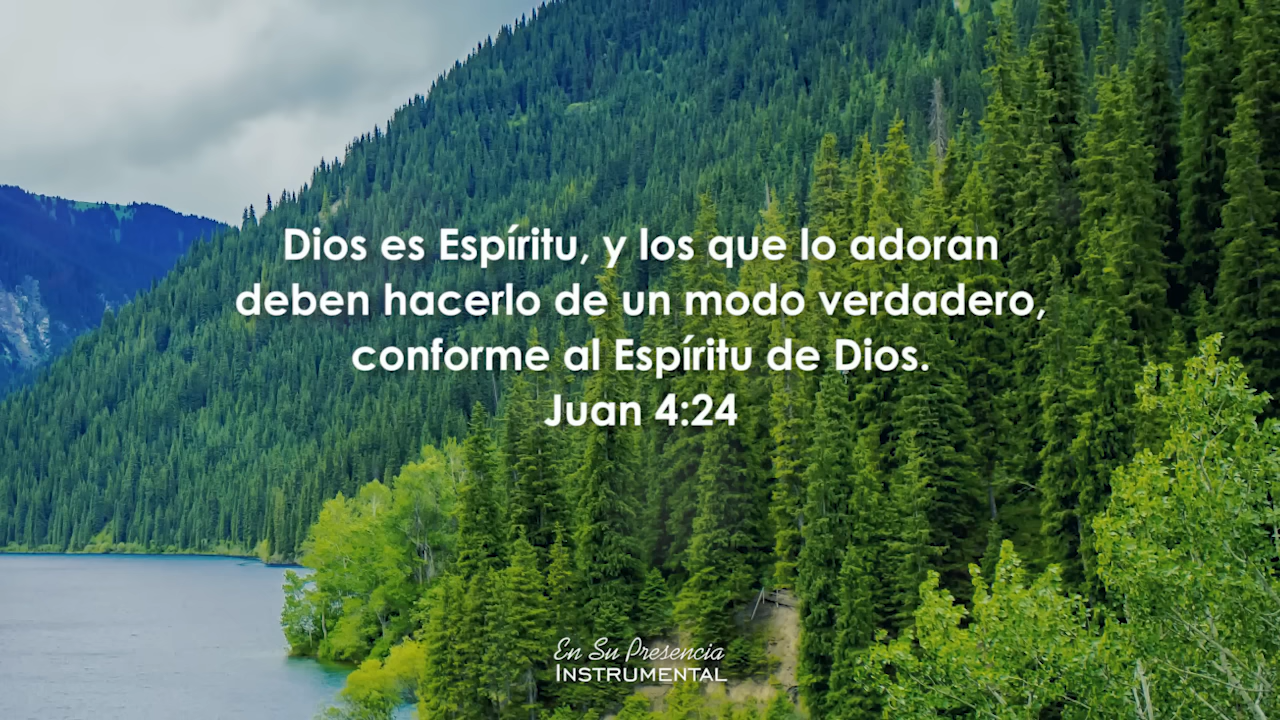 Dios es Espíritu, y los que lo adoran
deben hacerlo de un modo verdadero,
conforme al Espíritu de Dios.
Juan 4:24
En Su Presencia
INSTRUMENTAL